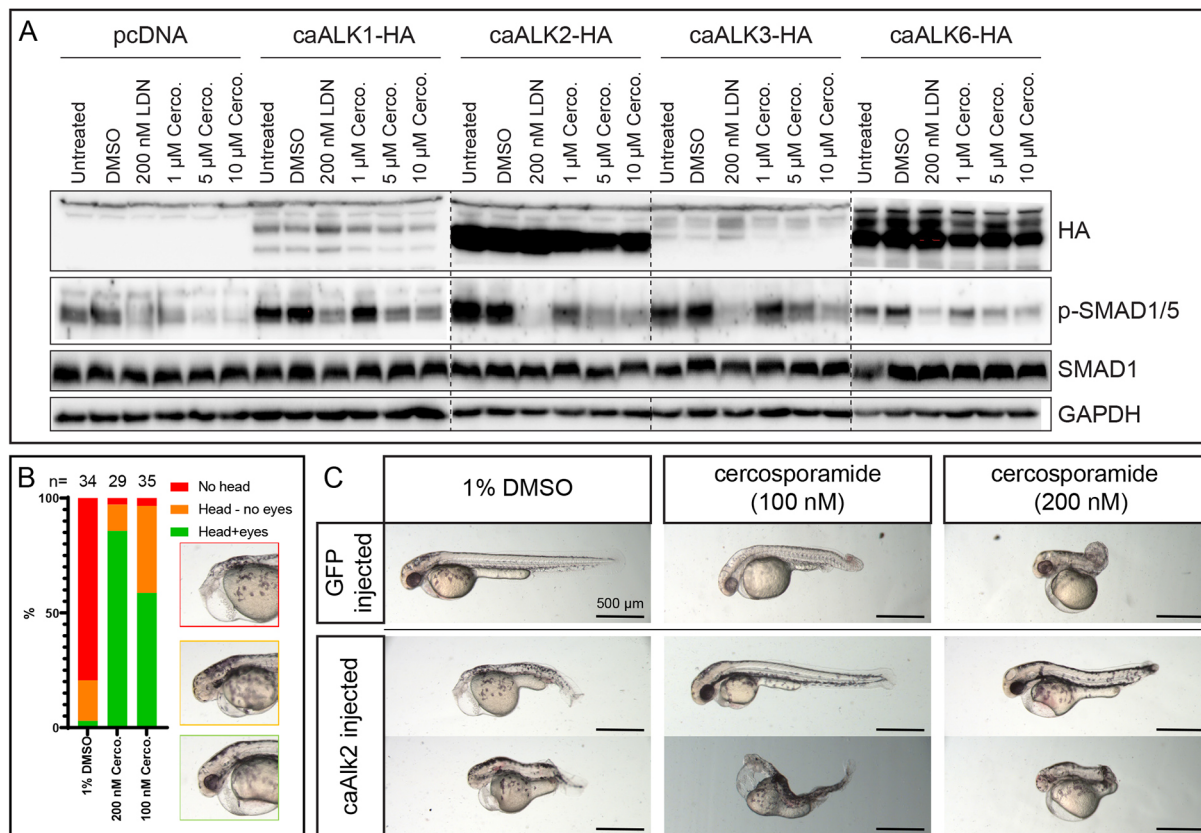 A
pcDNA caALK1-HA caALK2-HA caALK3-HA caALK6-HA
Untreated DMSO 200 nM LDN 1 µM Cerco. 5 µM Cerco. 10 µM Cerco. Untreated DMSO 200 nM LDN 1 µM Cerco. 5 µM Cerco. 10 µM Cerco. Untreated DMSO 200 nM LDN 1 µM Cerco. 5 µM Cerco. 10 µM Cerco. Untreated DMSO 200 nM LDN 1 µM Cerco. 5 µM Cerco. 10 µM Cerco. Untreated DMSO 200 nM LDN 1 µM Cerco. 5 µM Cerco. 10 µM Cerco.
HA
p-SMAD1/5
SMAD1
GAPDH
B
n= 34 29 35
100
50
0
%
1% DMSO
200 nM Cerco.
100 nM Cerco.
No head
Head - no eyes
Head+eyes
C
1% DMSO
cercosporamide
(100 nM)
cercosporamide
(200 nM)
GFP
injected
500 µm
caAlk2 injected